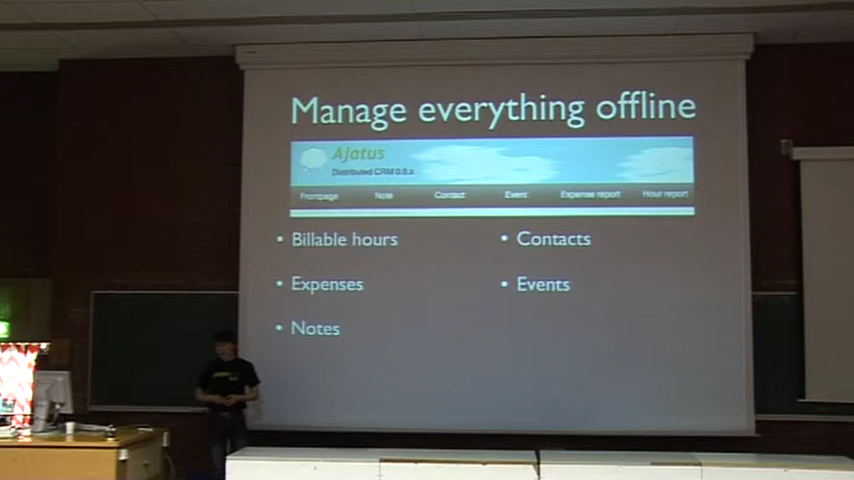 Manage everything offline
Ajatus
Distributed CRM 0.6.x
Frontpage Note Contact Event Expense report Hour report
• Billable hours
• Expenses
• Notes
• Contacts
• Events